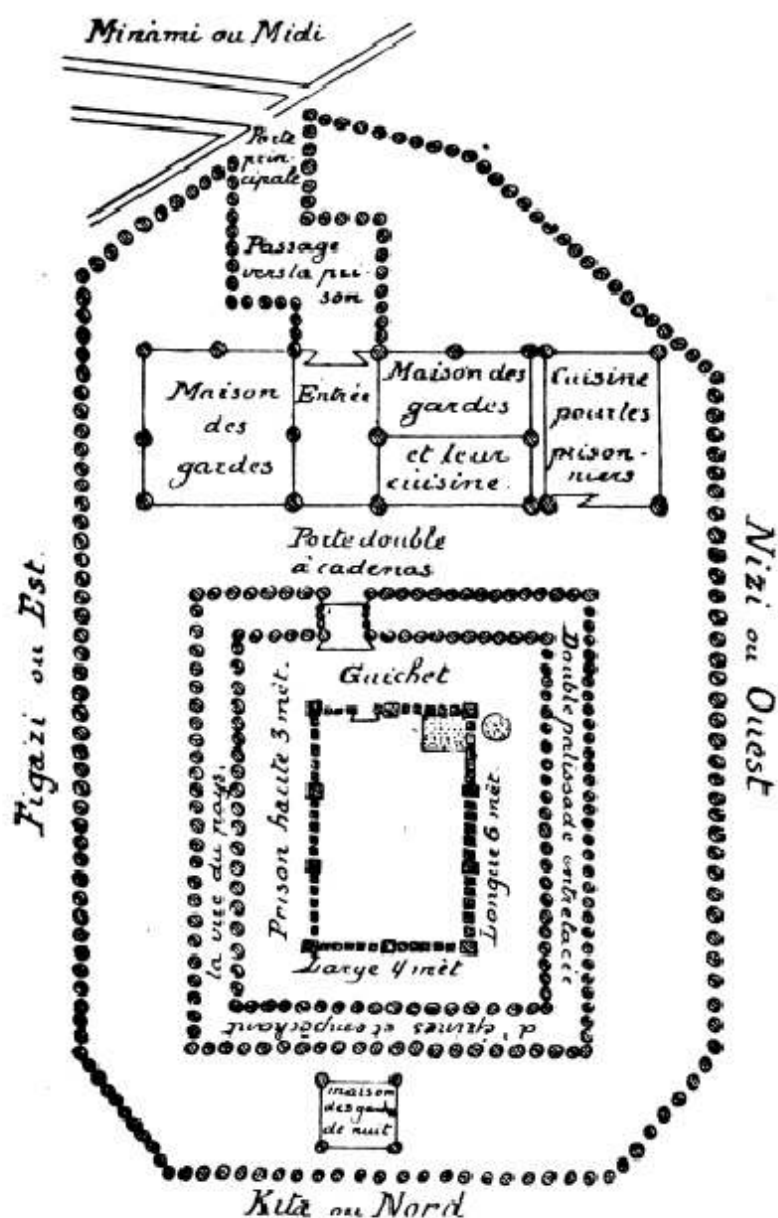 Minami ou Midi
Porte
prin-
cipale
Passage
vers la pri-
son
Maison
des
gardes
Entrée
Maison des
gardes
et leur
cuisine.
Cuisine
pour les
prison-
niers
Porte double
à cadenas
Figazi ou Est.
Nizi ou Ouest
Guichet
Prison haute 3 mèt.
Longue 6 mèt.
Large 4 mèt
Double palissade entrelacée
d'épines et empêchant
la vue du pays.
maison
des gardes
de nuit
Kita ou Nord